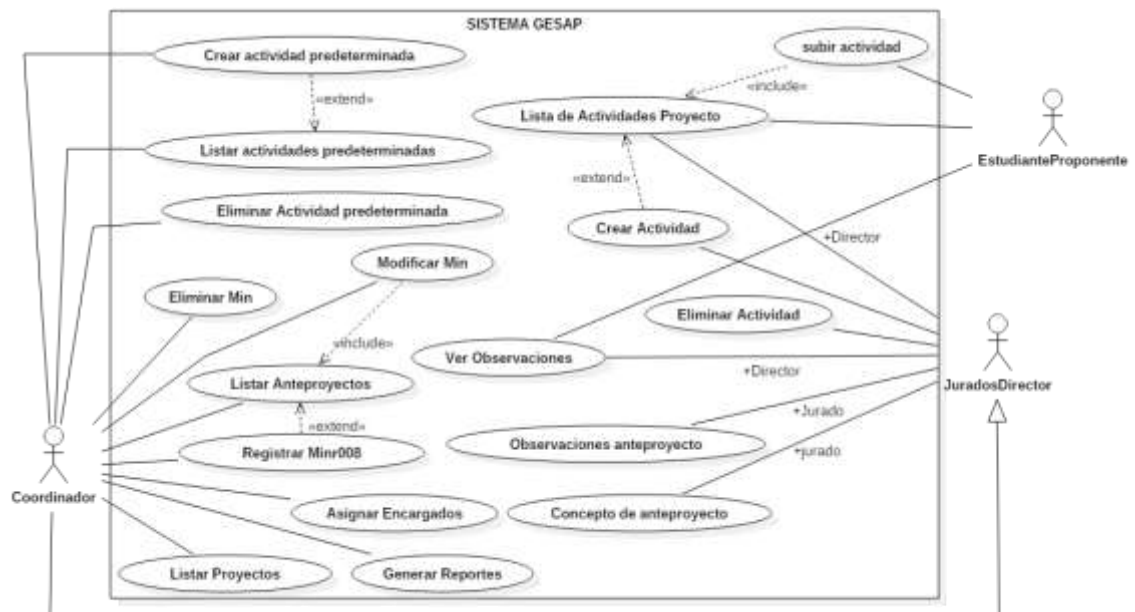 SISTEMA GESAP
Crear actividad predeterminada
subir actividad
«extend»
«include»
Lista de Actividades Proyecto
Listar actividades predeterminadas
EstudianteProponente
«extend»
Eliminar Actividad predeterminada
Crear Actividad
+Director
Modificar Min
Eliminar Min
Eliminar Actividad
«include»
Ver Observaciones
+Director
Listar Anteproyectos
JuradosDirector
+Jurado
«extend»
Observaciones anteproyecto
Registrar Minr008
+jurado
Coordinador
Asignar Encargados
Concepto de anteproyecto
Listar Proyectos
Generar Reportes